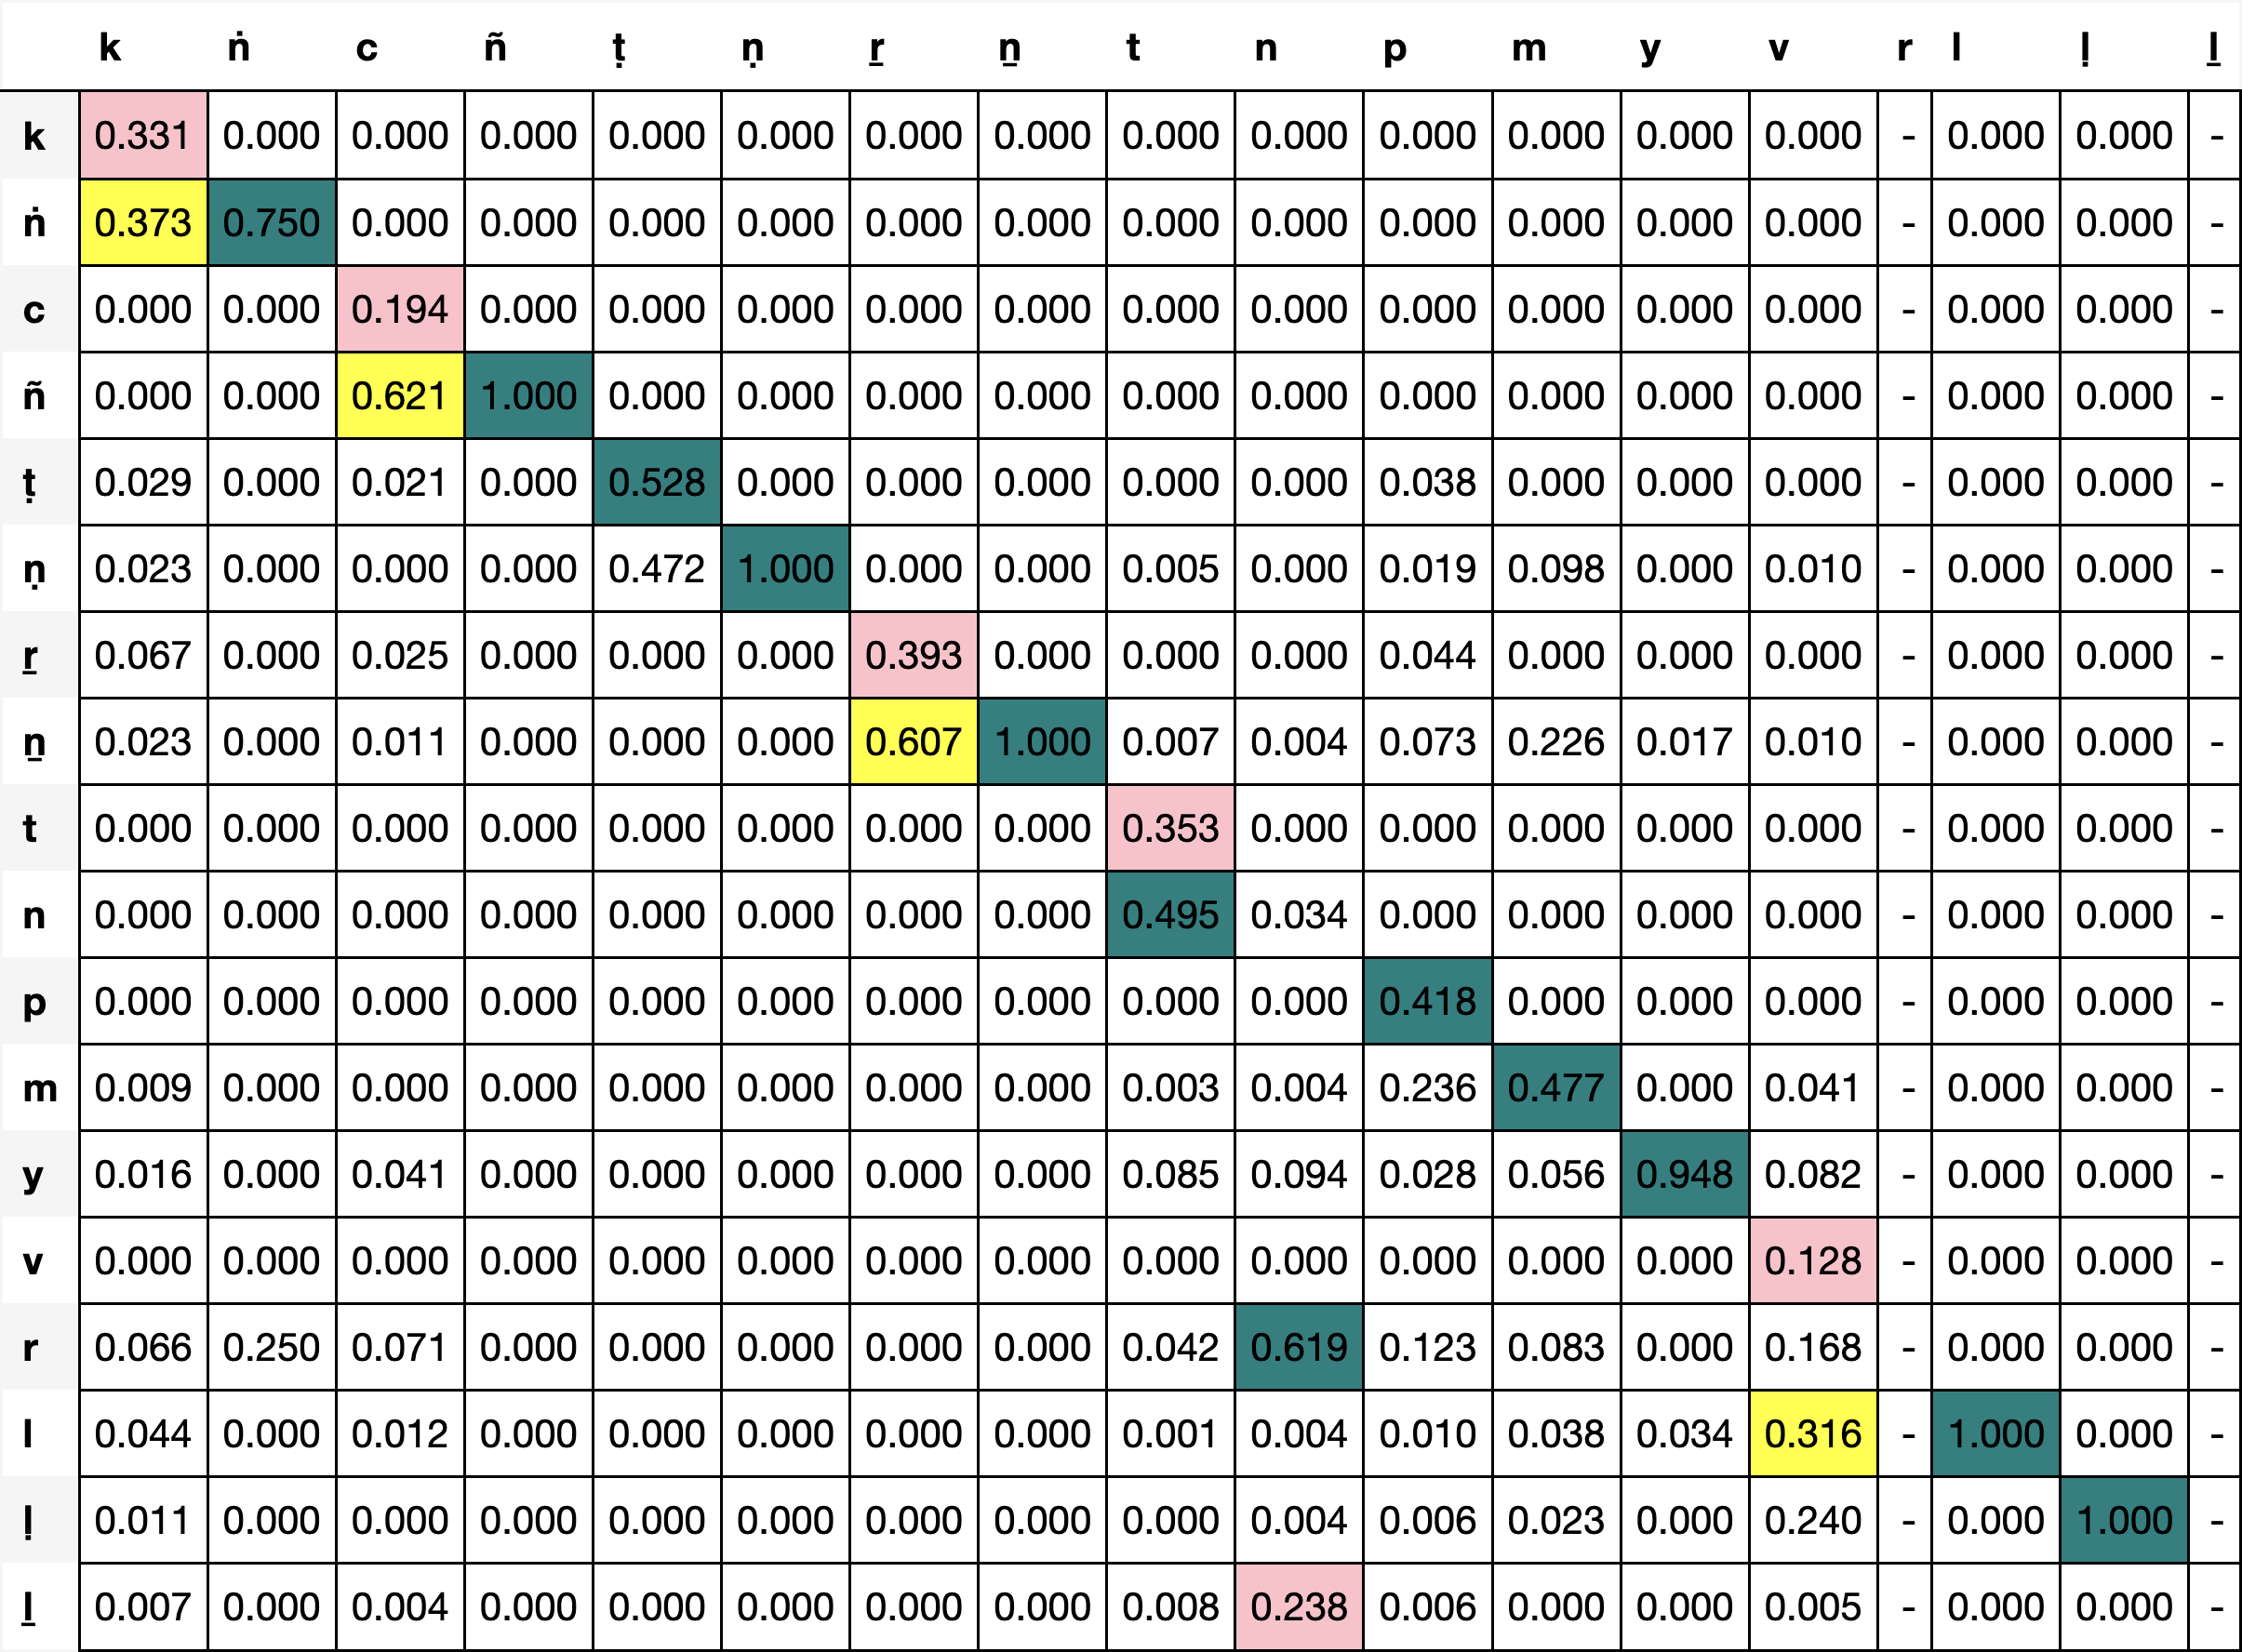 k ṅ c ñ ṭ ṇ ṟ ṉ t n p m y v r l ḷ ḻ
k 0.331 0.000 0.000 0.000 0.000 0.000 0.000 0.000 0.000 0.000 0.000 0.000 0.000 0.000 - 0.000 0.000 -
ṅ 0.373 0.750 0.000 0.000 0.000 0.000 0.000 0.000 0.000 0.000 0.000 0.000 0.000 0.000 - 0.000 0.000 -
c 0.000 0.000 0.194 0.000 0.000 0.000 0.000 0.000 0.000 0.000 0.000 0.000 0.000 0.000 - 0.000 0.000 -
ñ 0.000 0.000 0.621 1.000 0.000 0.000 0.000 0.000 0.000 0.000 0.000 0.000 0.000 0.000 - 0.000 0.000 -
ṭ 0.029 0.000 0.021 0.000 0.528 0.000 0.000 0.000 0.000 0.000 0.038 0.000 0.000 0.000 - 0.000 0.000 -
ṇ 0.023 0.000 0.000 0.000 0.472 1.000 0.000 0.000 0.005 0.000 0.019 0.098 0.000 0.010 - 0.000 0.000 -
ṟ 0.067 0.000 0.025 0.000 0.000 0.000 0.393 0.000 0.000 0.000 0.044 0.000 0.000 0.000 - 0.000 0.000 -
ṉ 0.023 0.000 0.011 0.000 0.000 0.000 0.607 1.000 0.007 0.004 0.073 0.226 0.017 0.010 - 0.000 0.000 -
t 0.000 0.000 0.000 0.000 0.000 0.000 0.000 0.000 0.353 0.000 0.000 0.000 0.000 0.000 - 0.000 0.000 -
n 0.000 0.000 0.000 0.000 0.000 0.000 0.000 0.000 0.495 0.034 0.000 0.000 0.000 0.000 - 0.000 0.000 -
p 0.000 0.000 0.000 0.000 0.000 0.000 0.000 0.000 0.000 0.000 0.418 0.000 0.000 0.000 - 0.000 0.000 -
m 0.009 0.000 0.000 0.000 0.000 0.000 0.000 0.000 0.003 0.004 0.236 0.477 0.000 0.041 - 0.000 0.000 -
y 0.016 0.000 0.041 0.000 0.000 0.000 0.000 0.000 0.085 0.094 0.028 0.056 0.948 0.082 - 0.000 0.000 -
v 0.000 0.000 0.000 0.000 0.000 0.000 0.000 0.000 0.000 0.000 0.000 0.000 0.000 0.128 - 0.000 0.000 -
r 0.066 0.250 0.071 0.000 0.000 0.000 0.000 0.000 0.042 0.619 0.123 0.083 0.000 0.168 - 0.000 0.000 -
l 0.044 0.000 0.012 0.000 0.000 0.000 0.000 0.000 0.001 0.004 0.010 0.038 0.034 0.316 - 1.000 0.000 -
ḷ 0.011 0.000 0.000 0.000 0.000 0.000 0.000 0.000 0.000 0.004 0.006 0.023 0.000 0.240 - 0.000 1.000 -
ḻ 0.007 0.000 0.004 0.000 0.000 0.000 0.000 0.000 0.008 0.238 0.006 0.000 0.000 0.005 - 0.000 0.000 -